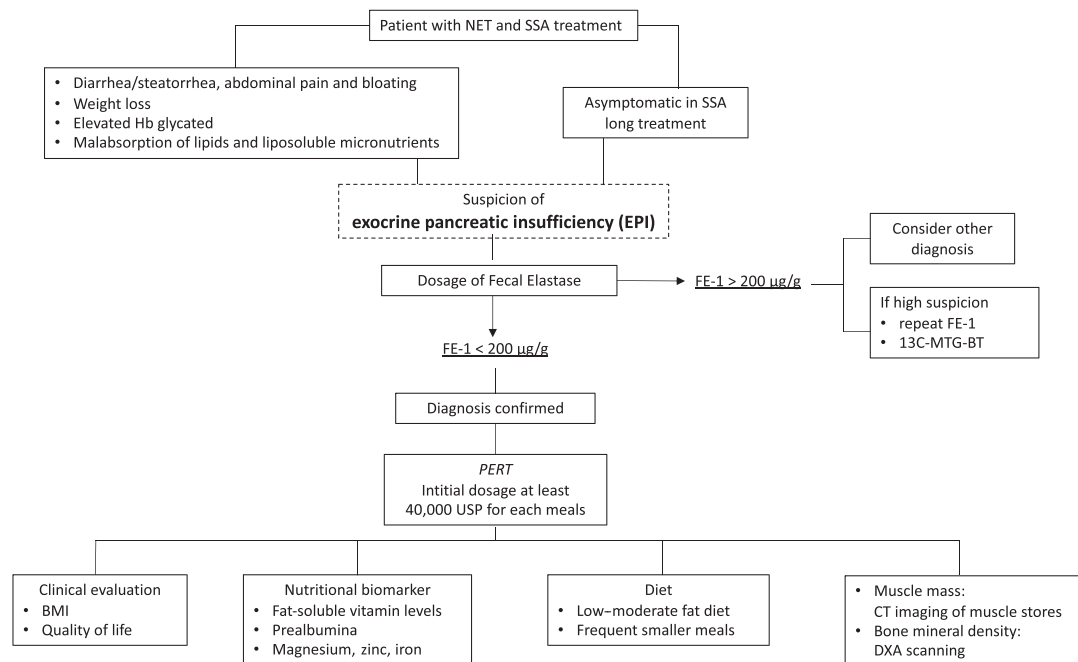 Patient with NET and SSA treatment
• Diarrhea/steatorrhea, abdominal pain and bloating
• Weight loss
• Elevated Hb glycated
• Malabsorption of lipids and liposoluble micronutrients
Asymptomatic in SSA
long treatment
Suspicion of
exocrine pancreatic insufficiency (EPI)
Dosage of Fecal Elastase
FE-1 > 200 μg/g
Consider other
diagnosis
If high suspicion
• repeat FE-1
• 13C-MTG-BT
FE-1 < 200 μg/g
Diagnosis confirmed
PERT
Intitial dosage at least
40,000 USP for each meals
Clinical evaluation
• BMI
• Quality of life
Nutritional biomarker
• Fat-soluble vitamin levels
• Prealbumina
• Magnesium, zinc, iron
Diet
• Low–moderate fat diet
• Frequent smaller meals
• Muscle mass:
CT imaging of muscle stores
• Bone mineral density:
DXA scanning